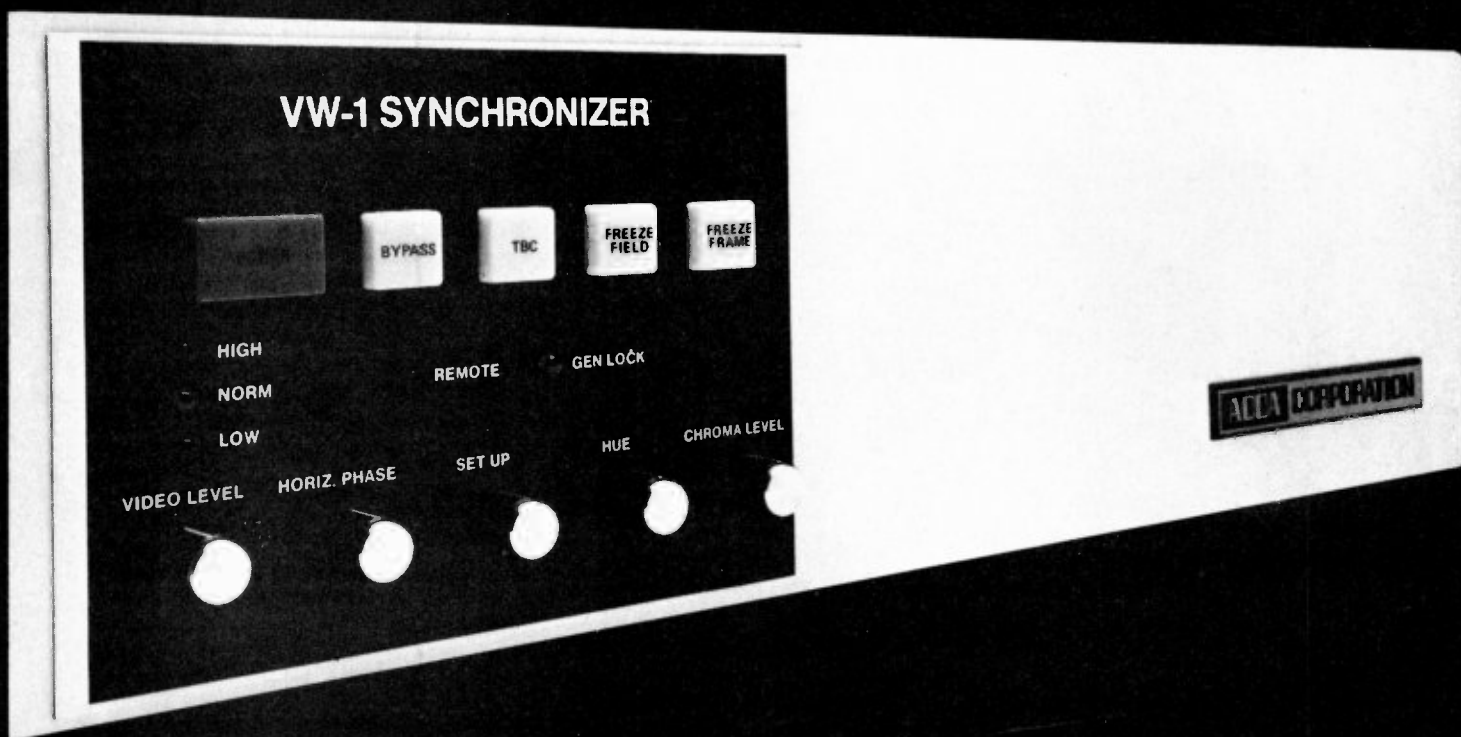 VW-1 SYNCHRONIZER
POWER
BYPASS
TBC
FREEZE
FIELD
FREEZE
FRAME
HIGH
NORM
LOW
REMOTE
GEN LOCK
VIDEO LEVEL
HORIZ. PHASE
SET UP
HUE
CHROMA LEVEL
ADDA CORPORATION